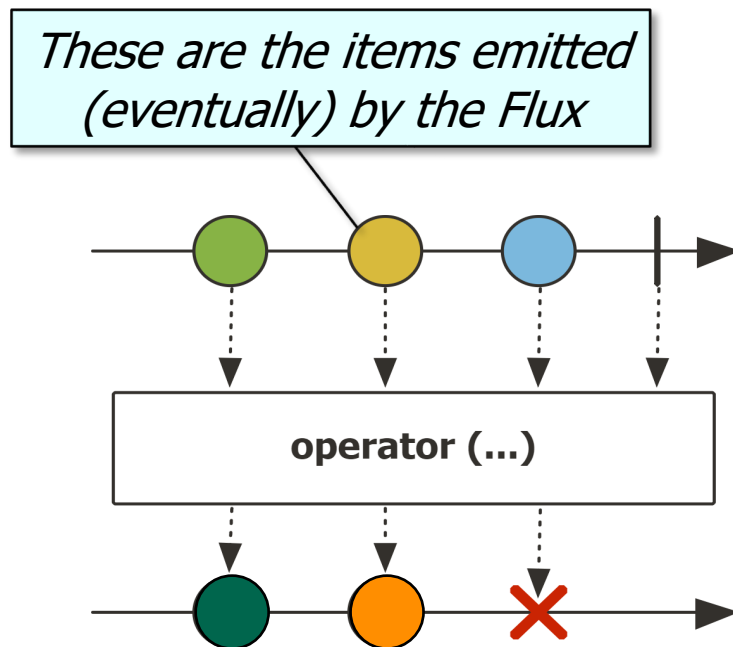 These are the items emitted
(eventually) by the Flux
operator (...)